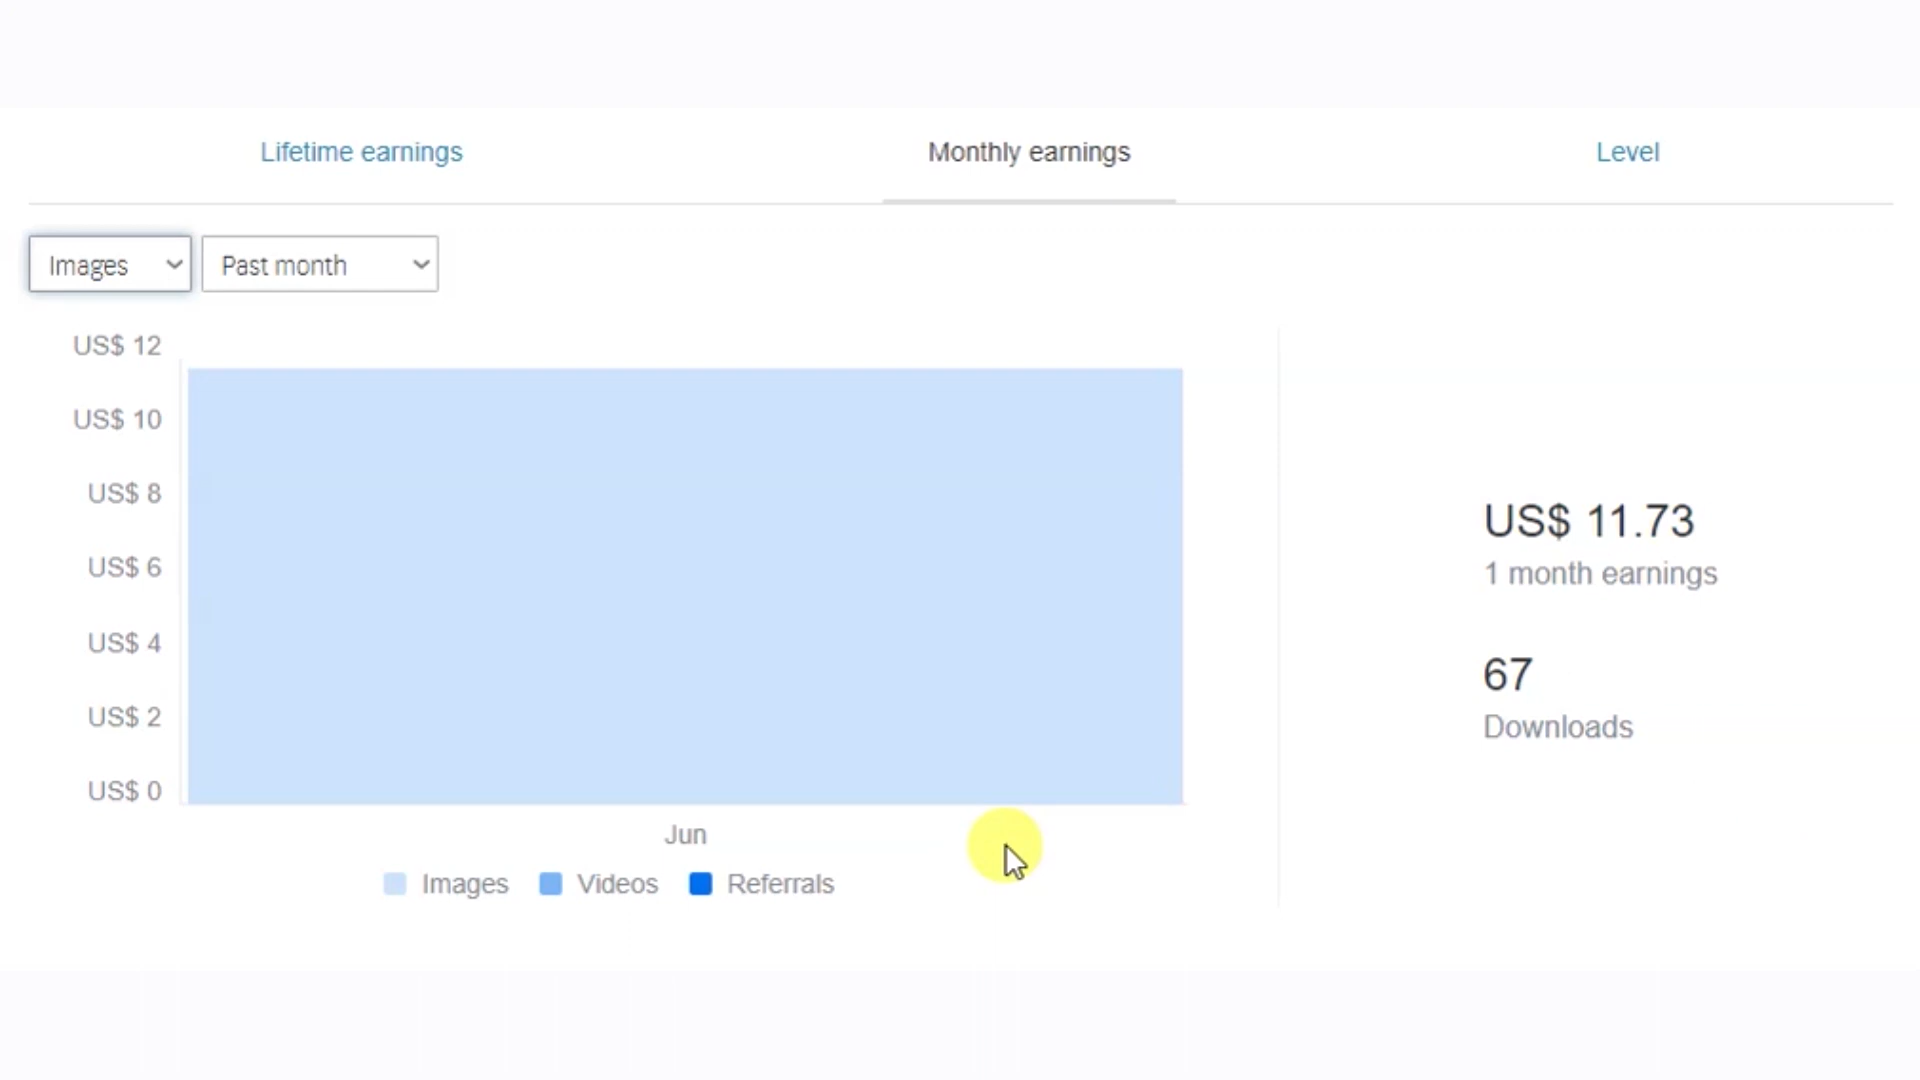 Lifetime earnings
Monthly earnings
Level
Images
Past month
US$ 12
US$ 10
US$ 8
US$ 6
US$ 4
US$ 2
US$ 0
Jun
Images
Videos
Referrals
US$ 11.73
1 month earnings
67
Downloads